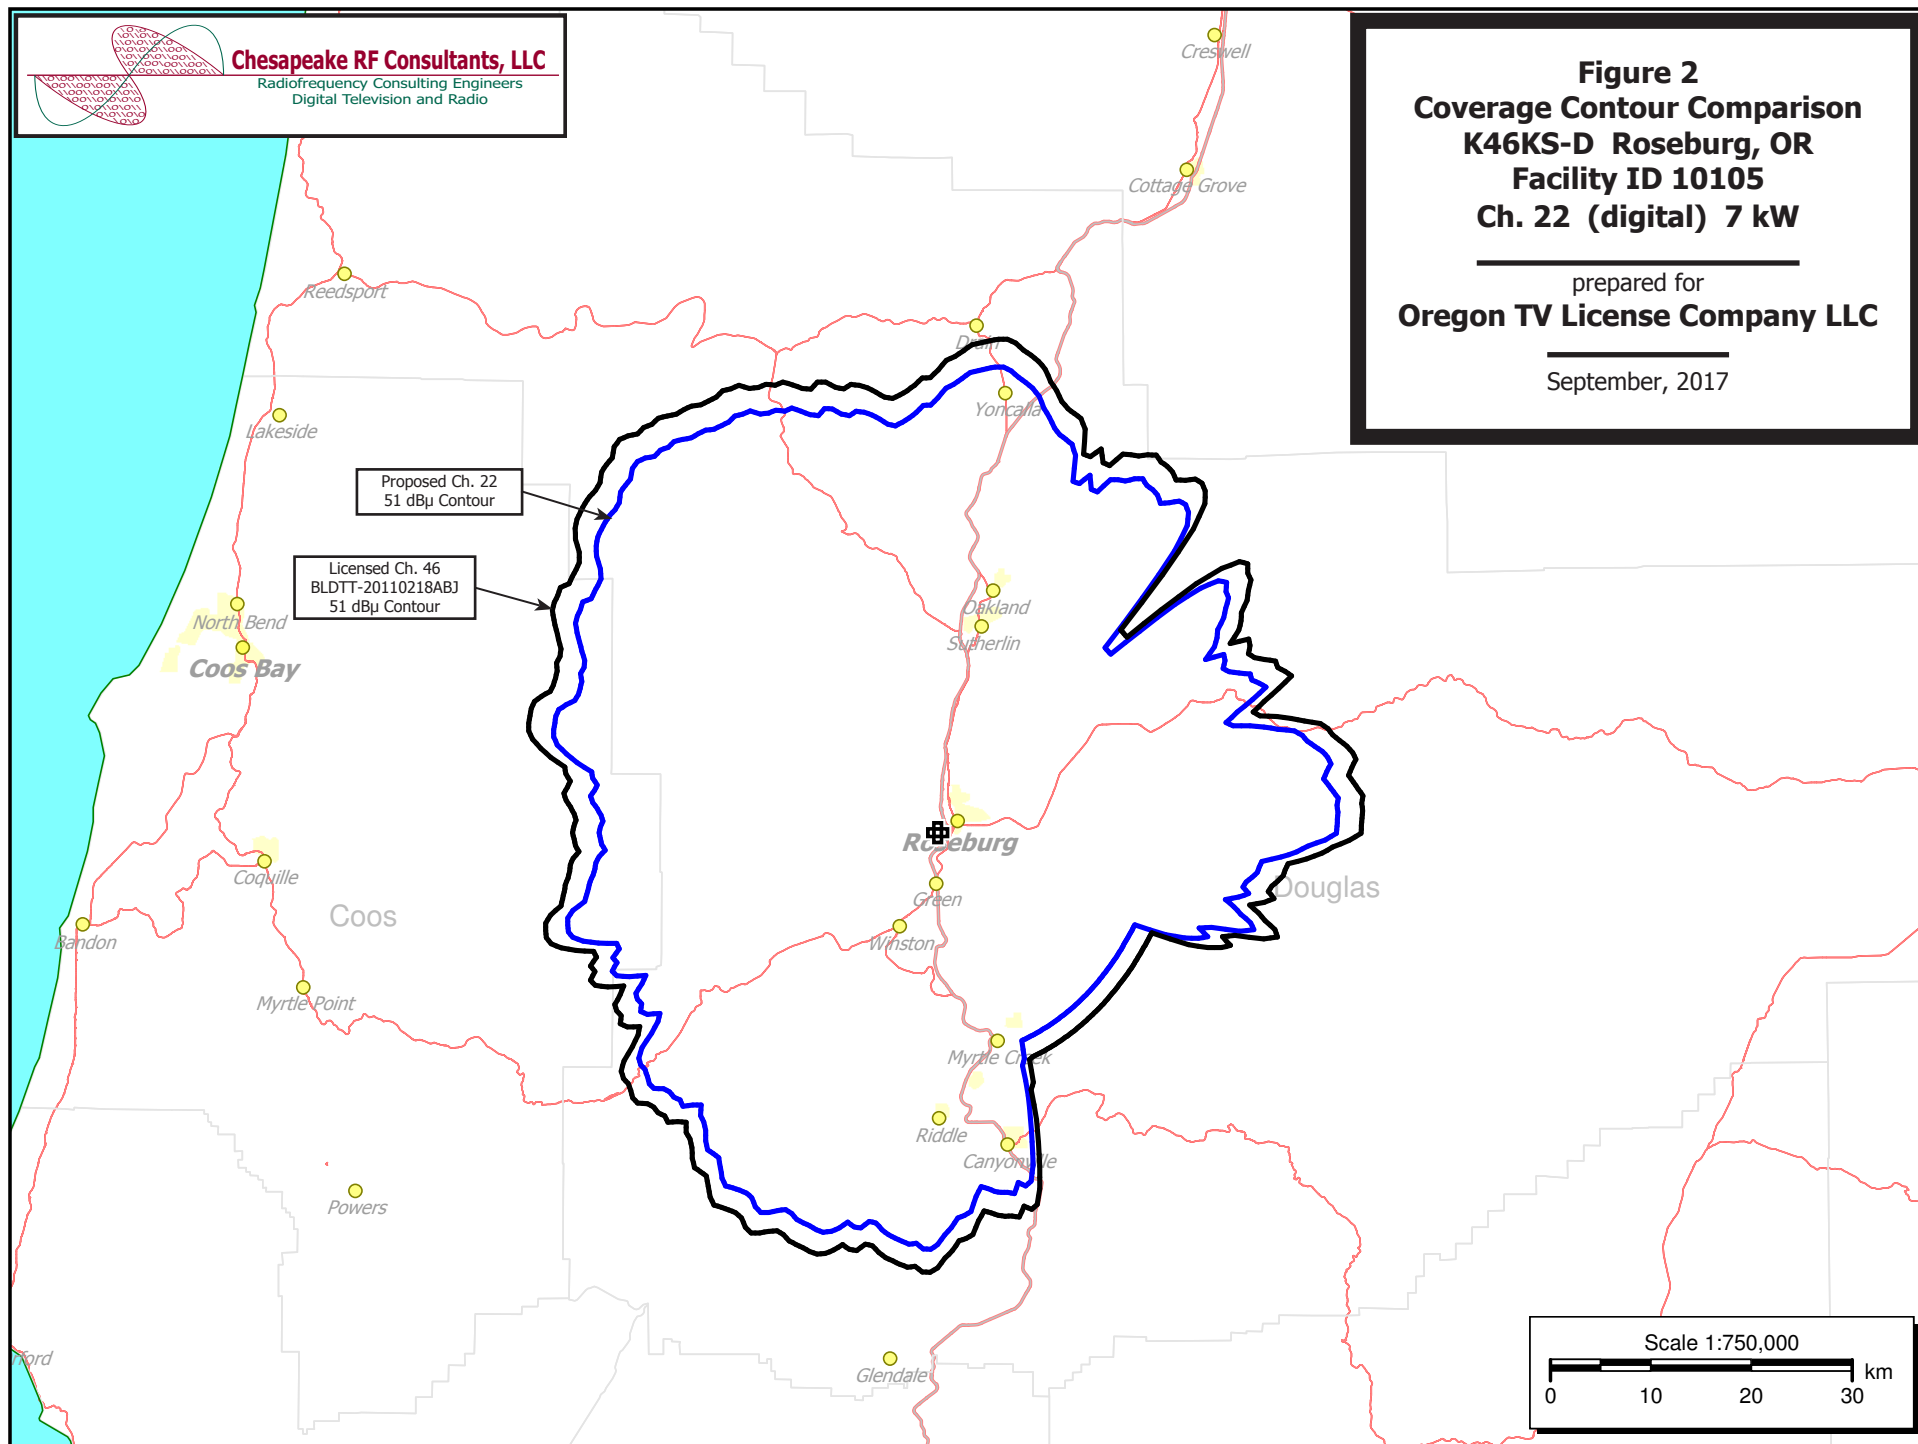 Chesapeake RF Consultants, LLC
Radiofrequency Consulting Engineers
Digital Television and Radio
Figure 2
Coverage Contour Comparison
K46KS-D Roseburg, OR
Facility ID 10105
Ch. 22 (digital) 7 kW
prepared for
Oregon TV License Company LLC
September, 2017
Creswell
Cottage Grove
Reedsport
Drain
Yoncalla
Lakeside
Proposed Ch. 22
51 dBµ Contour
Licensed Ch. 46
BLDTT-20110218ABJ
51 dBµ Contour
North Bend
Coos Bay
Oakland
Sutherlin
Roseburg
Coquille
Green
Douglas
Coos
Bandon
Winston
Myrtle Point
Myrtle Creek
Riddle
Canyonville
Powers
Glendale
Scale 1:750,000
km
0 10 20 30